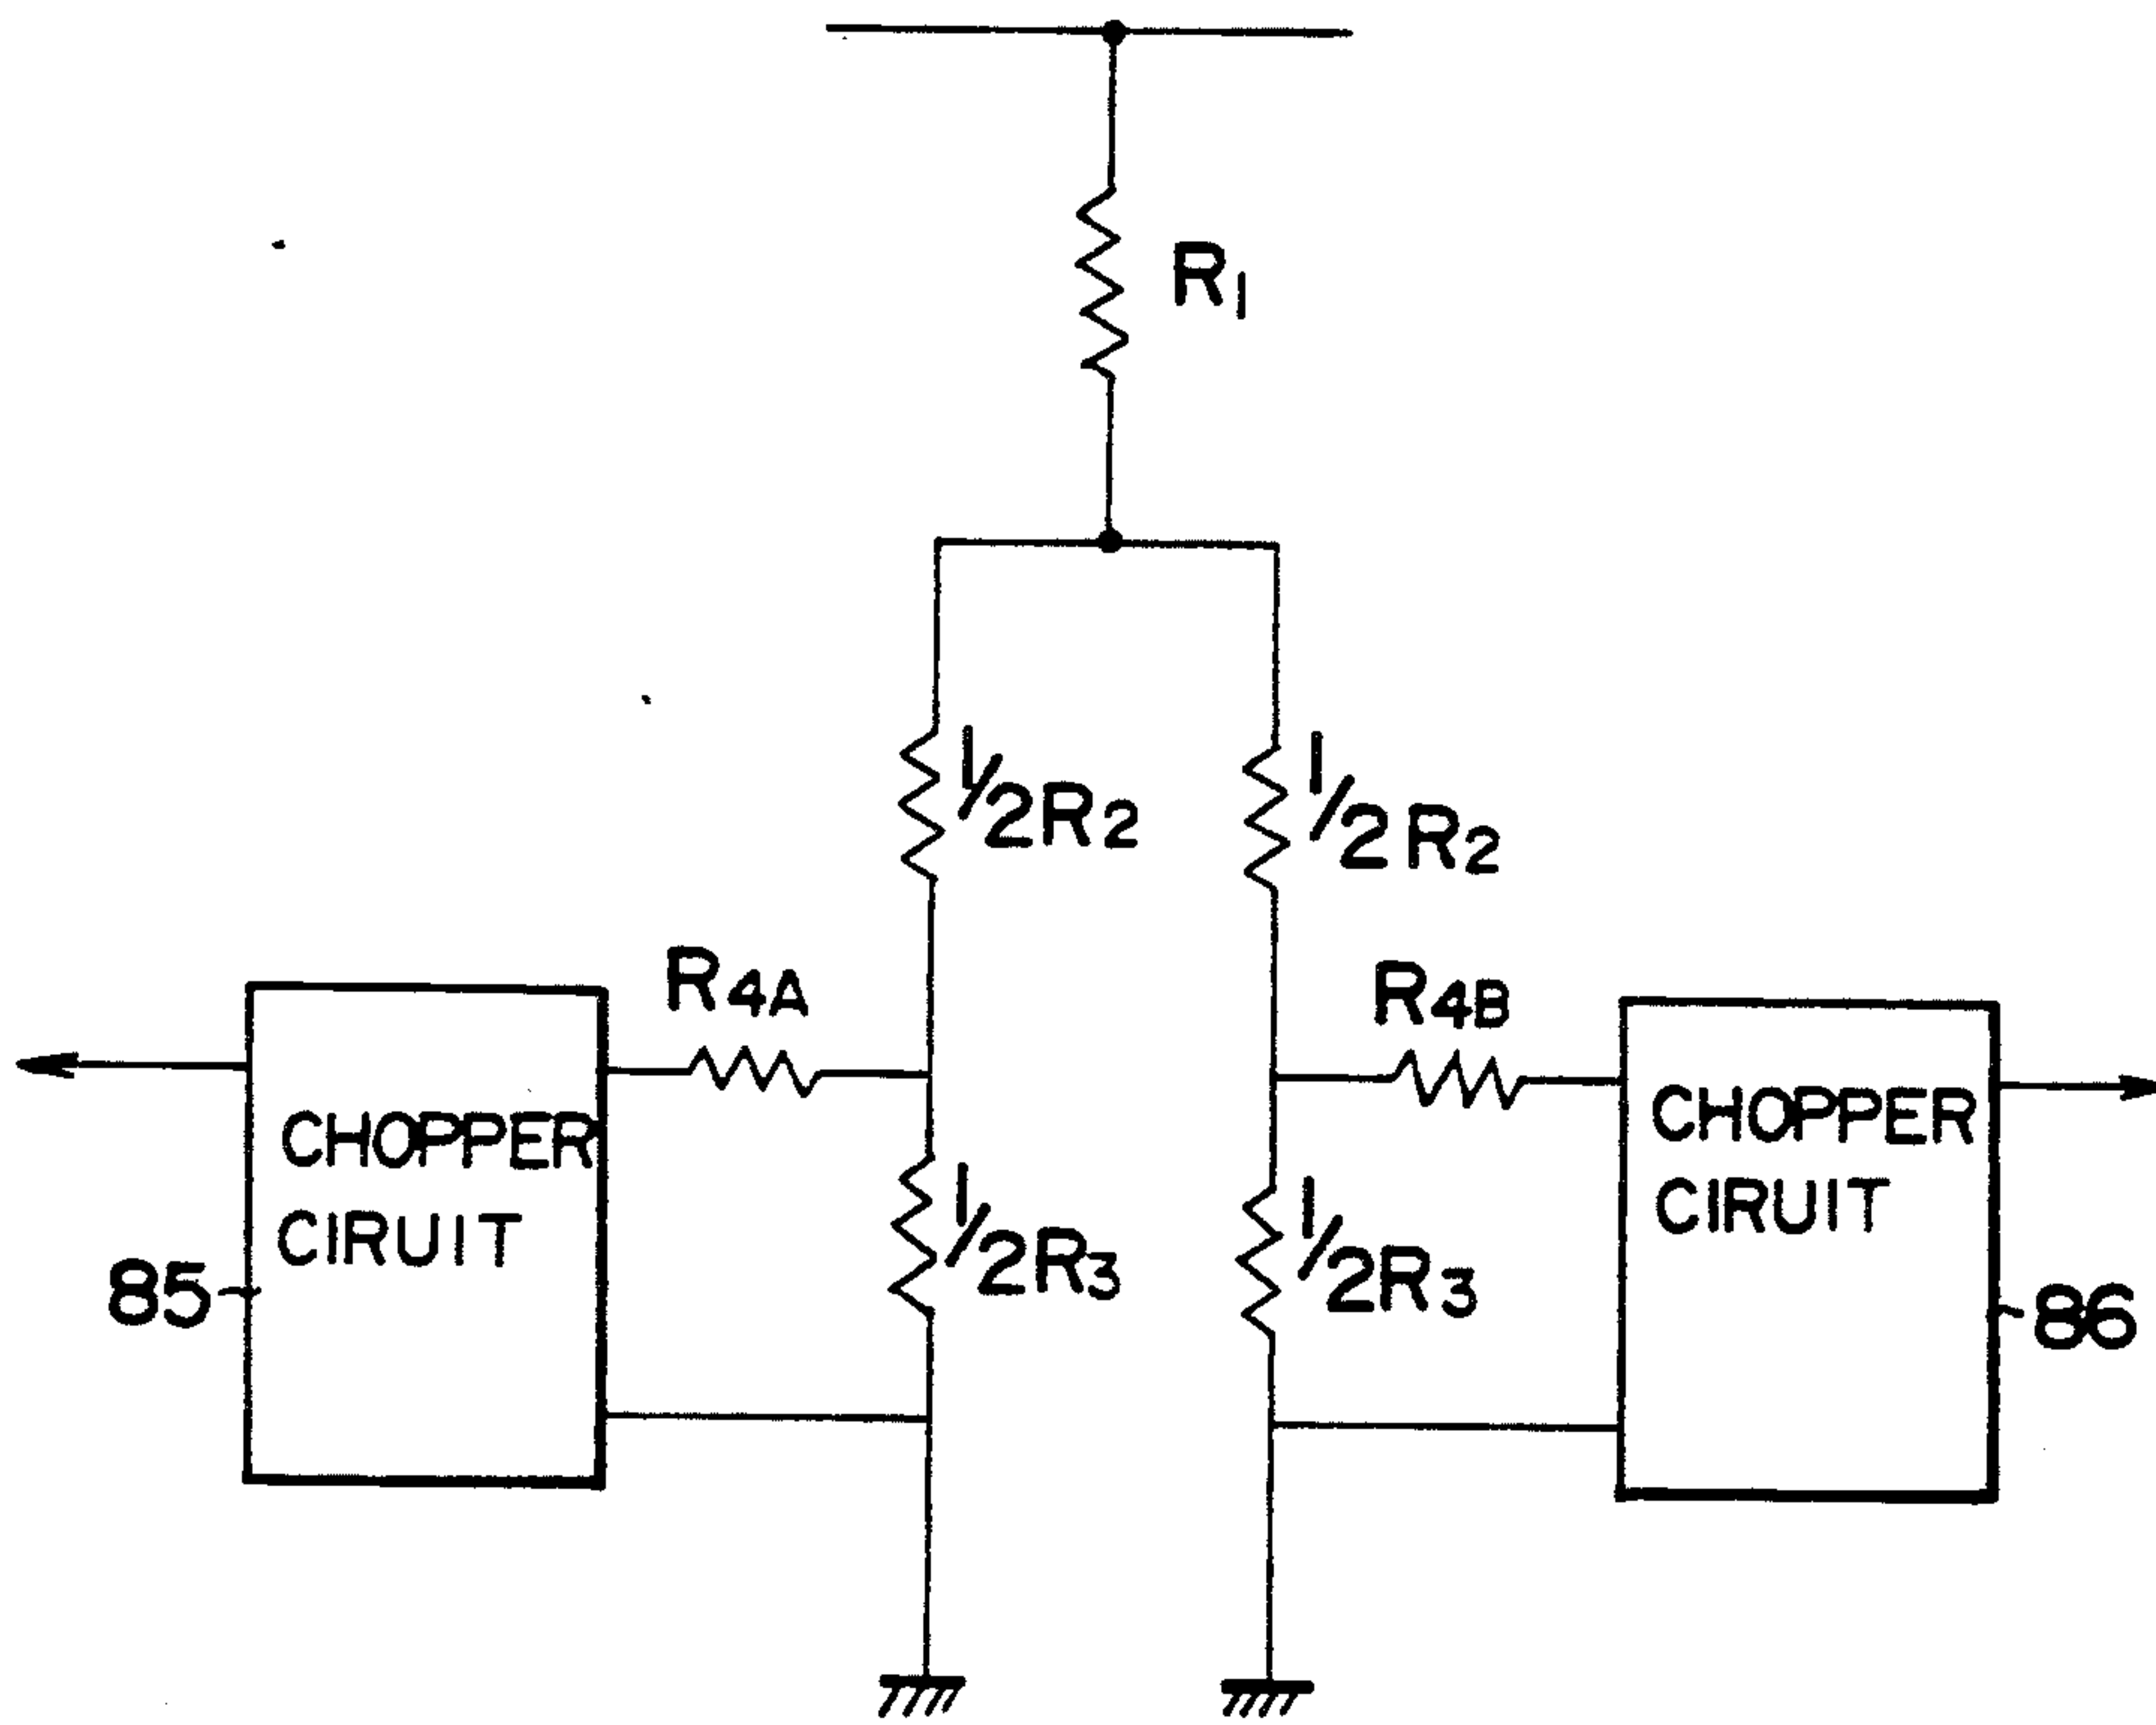 R1
1/2R2
1/2R2
R4A
R4B
CHOPPER
CIRUIT
CHOPPER
CIRUIT
1/2R3
1/2R3
85
86